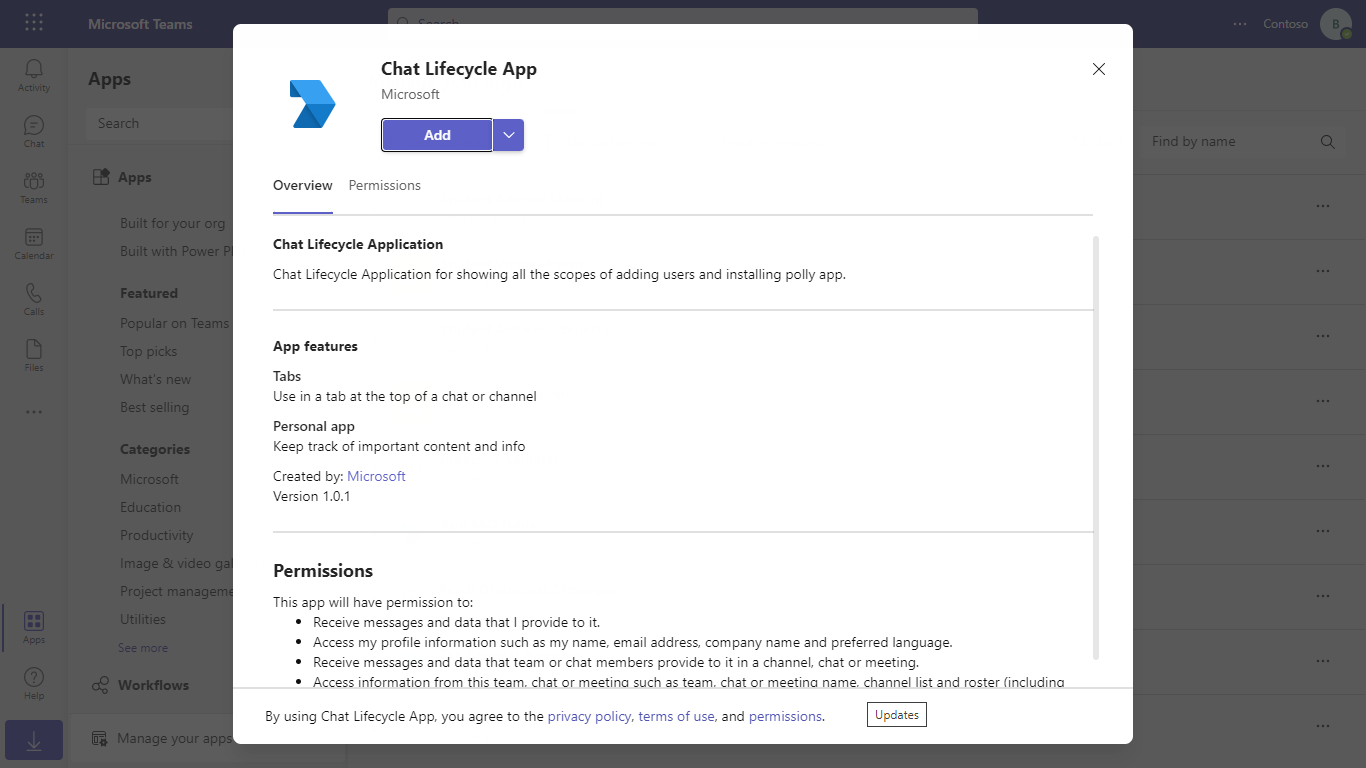 Microsoft Teams
Search
Contoso
B
Activity
Chat
Teams
Calendar
Calls
Files
Apps
Help
Apps
Search
Apps
Built for your org
Built with Power
Featured
Popular on Teams
Top picks
What's new
Best selling
Categories
Microsoft
Education
Productivity
Image & video
Project
Utilities
See more
Workflows
Manage your apps
Find by name
Chat Lifecycle App
Microsoft
Add
Overview Permissions
Chat Lifecycle Application
Chat Lifecycle Application for showing all the scopes of adding users and installing polly app.
App features
Tabs
Use in a tab at the top of a chat or channel
Personal app
Keep track of important content and info
Created by: Microsoft
Version 1.0.1
Permissions
This app will have permission to:
• Receive messages and data that I provide to it.
• Access my profile information such as my name, email address, company name and preferred language.
• Receive messages and data that team or chat members provide to it in a channel, chat or meeting.
• Access information from this team, chat or meeting such as team, chat or meeting name, channel list and roster (including
By using Chat Lifecycle App, you agree to the privacy policy, terms of use, and permissions.
Updates